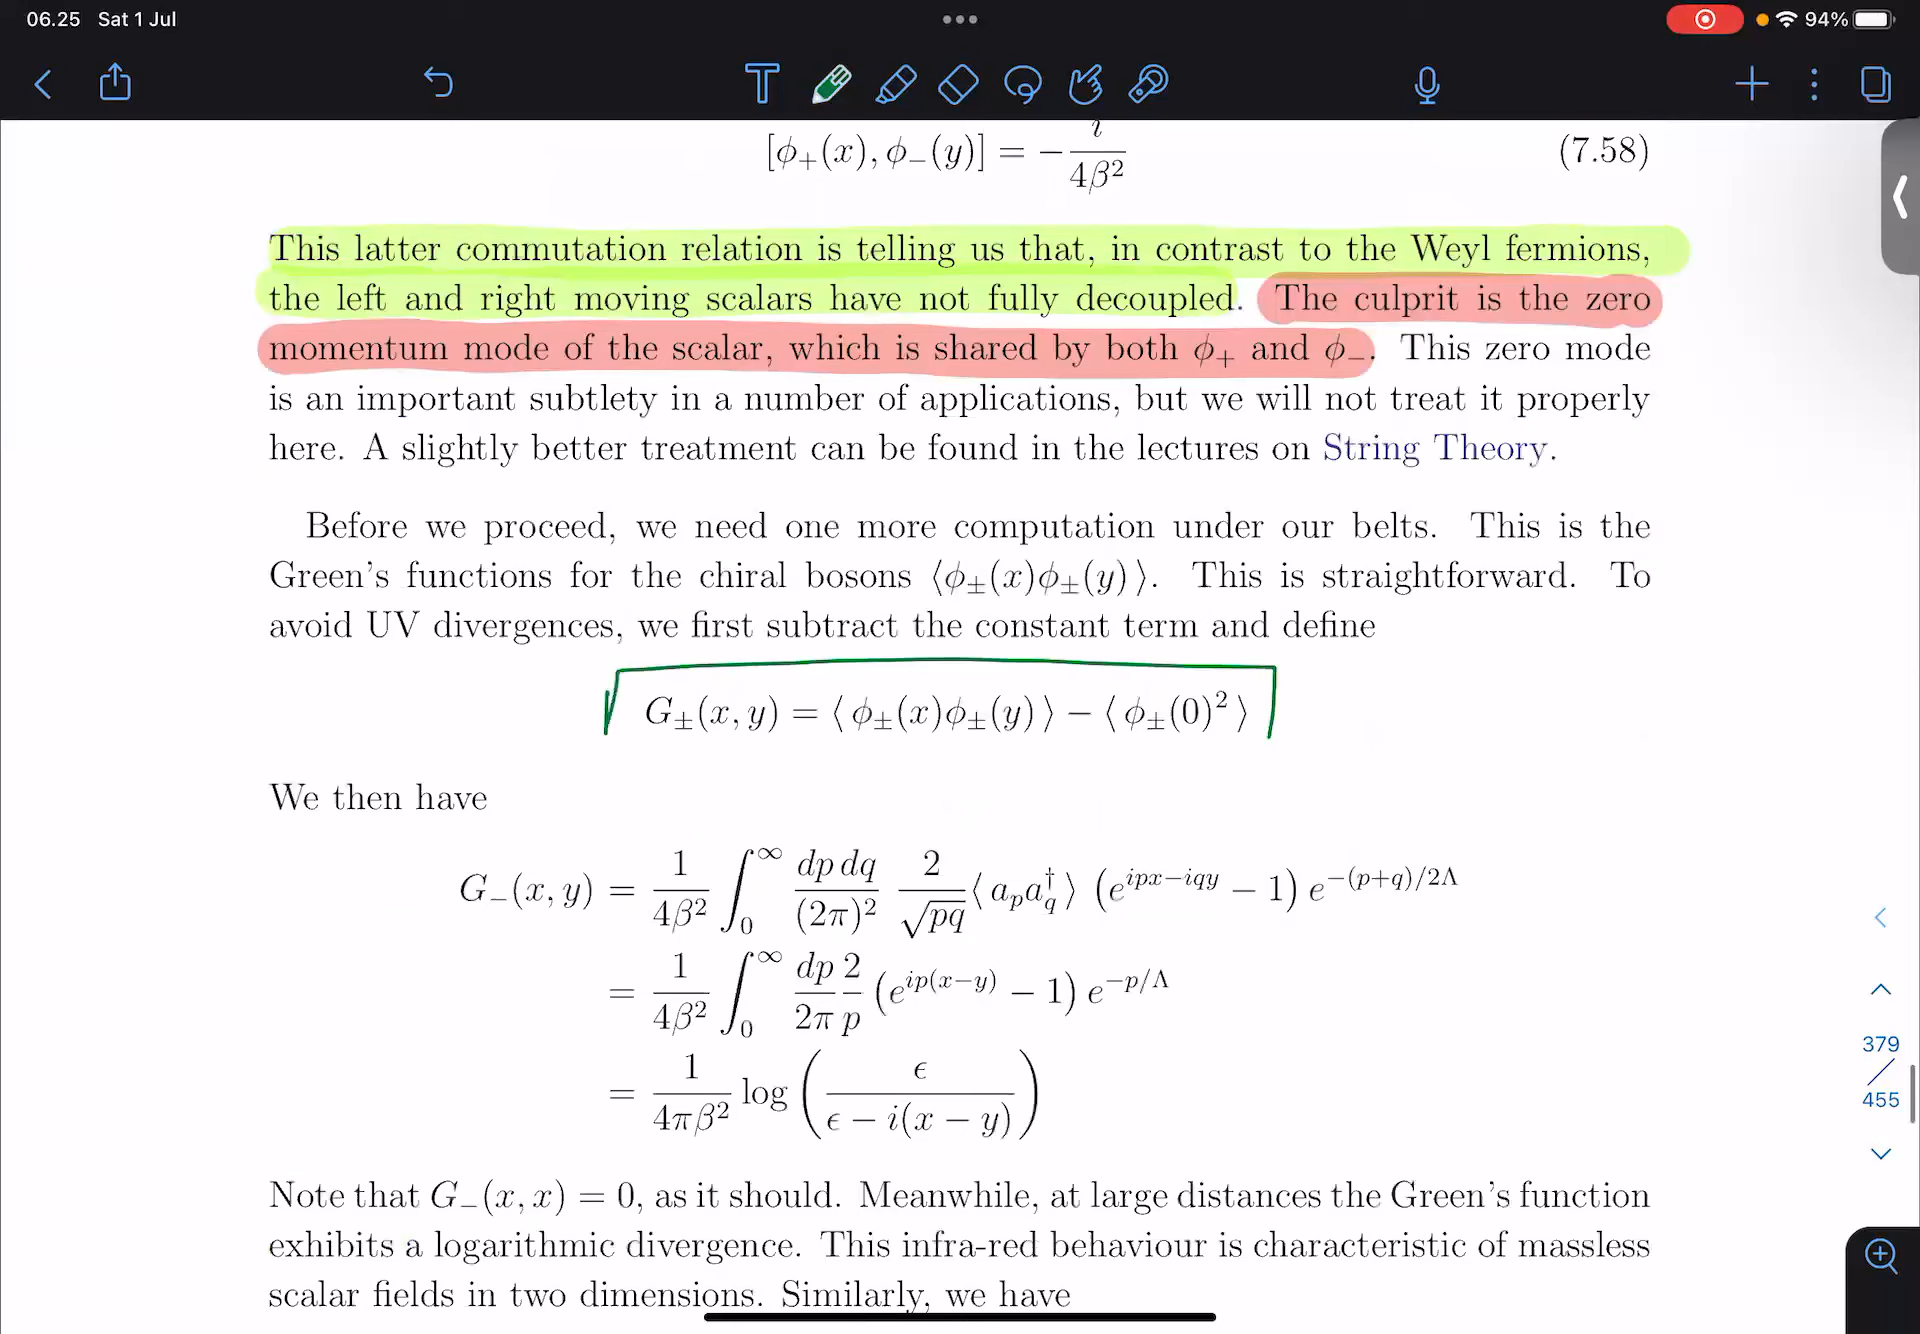 06.25 Sat 1 Jul
94%
[ϕ₊(x), ϕ₋(y)] = −i/4β² (7.58)
This latter commutation relation is telling us that, in contrast to the Weyl fermions,
the left and right moving scalars have not fully decoupled. The culprit is the zero
momentum mode of the scalar, which is shared by both ϕ₊ and ϕ₋. This zero mode
is an important subtlety in a number of applications, but we will not treat it properly
here. A slightly better treatment can be found in the lectures on String Theory.
Before we proceed, we need one more computation under our belts. This is the
Green's functions for the chiral bosons ⟨ϕ±(x)ϕ±(y)⟩. This is straightforward. To
avoid UV divergences, we first subtract the constant term and define
G±(x, y) = ⟨ ϕ±(x)ϕ±(y) ⟩ − ⟨ ϕ±(0)² ⟩
We then have
G₋(x, y) = 1/4β² ∫₀^∞ dp dq/(2π)² 2/√pq ⟨ aₚa_q† ⟩ (e^{ipx−iqy} − 1) e^{−(p+q)/2Λ}
= 1/4β² ∫₀^∞ dp/2π 2/p (e^{ip(x−y)} − 1) e^{−p/Λ}
= 1/4πβ² log (ϵ/(ϵ − i(x − y)))
379
/
455
Note that G₋(x, x) = 0, as it should. Meanwhile, at large distances the Green's function
exhibits a logarithmic divergence. This infra-red behaviour is characteristic of massless
scalar fields in two dimensions. Similarly, we have